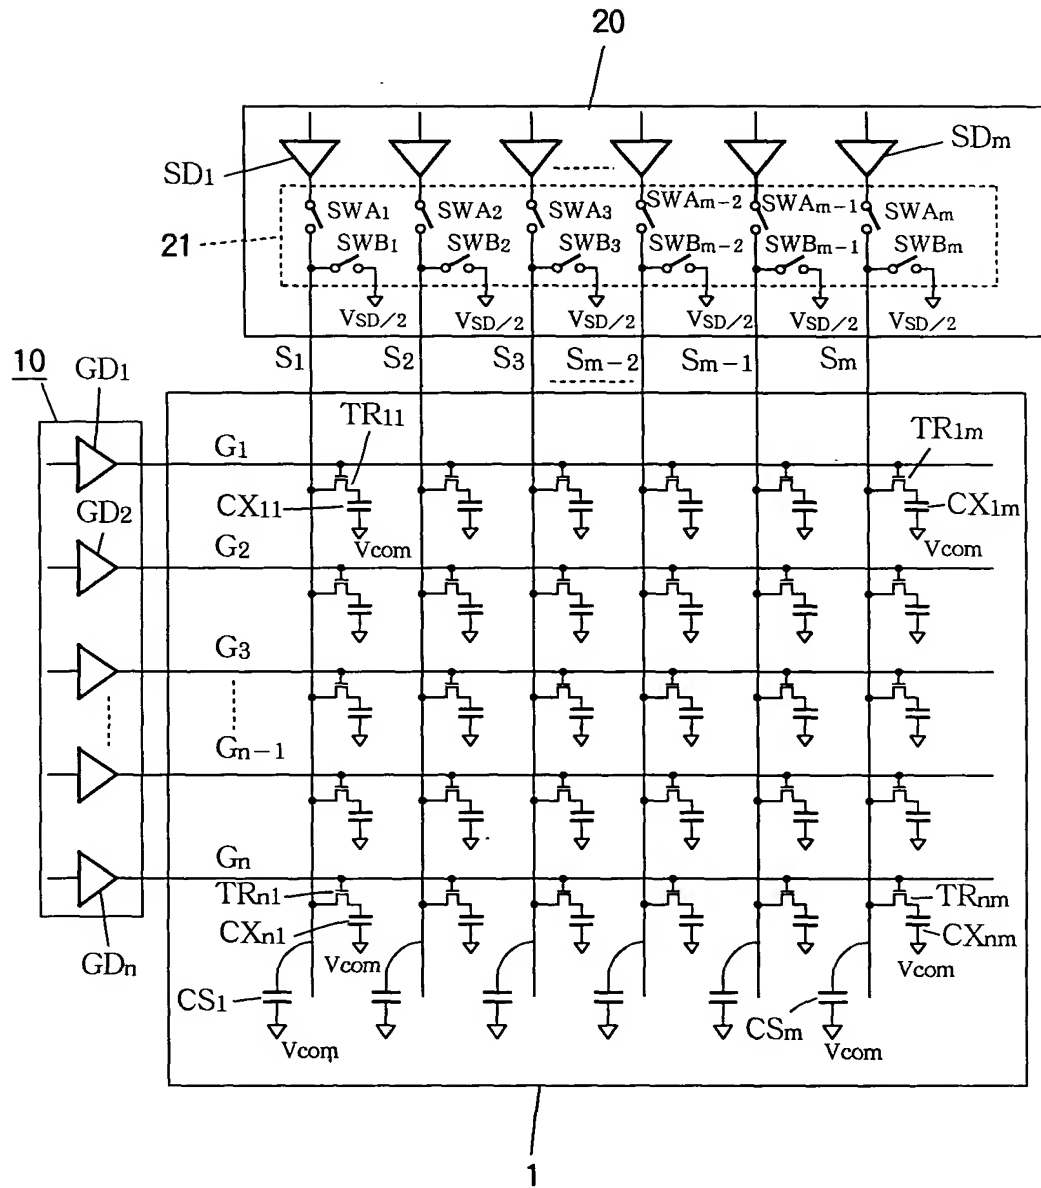 20
SD1
SDm
SWA1 SWA2 SWA3 SWAm-2 SWAm-1 SWAm
21
SWB1 SWB2 SWB3 SWBm-2 SWBm-1 SWBm
VSD/2 VSD/2 VSD/2 VSD/2 VSD/2 VSD/2
S1 S2 S3 Sm-2 Sm-1 Sm
10
GD1
TR11
TR1m
G1
CX11
CX1m
GD2
Vcom
Vcom
G2
G3
Gn-1
Gn
TRn1
TRnm
CXn1
CXnm
GDn
Vcom
Vcom
CS1
CSm
Vcom
Vcom
1